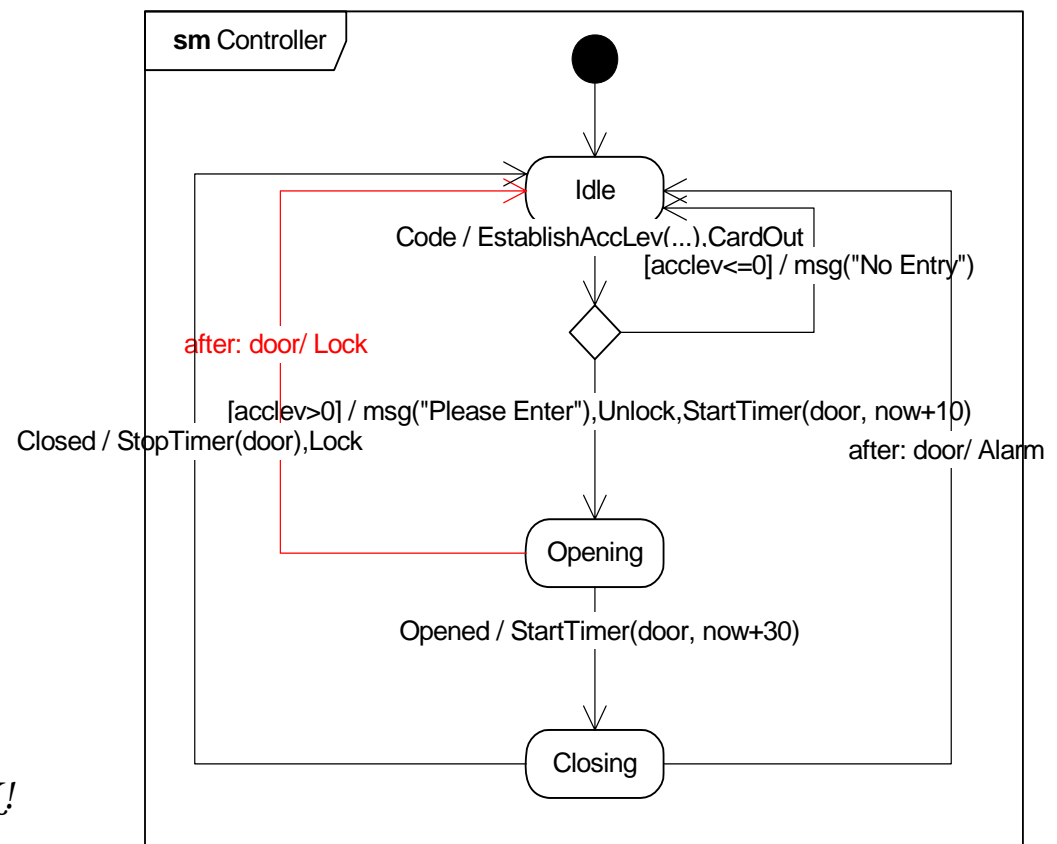 sm Controller
Idle
Code / EstablishAccLev(...),CardOut
[acclev<=0] / msg("No Entry")
after: door/ Lock
[acclev>0] / msg("Please Enter"),Unlock,StartTimer(door, now+10)
Closed / StopTimer(door),Lock
after: door/ Alarm
Opening
Opened / StartTimer(door, now+30)
Closing